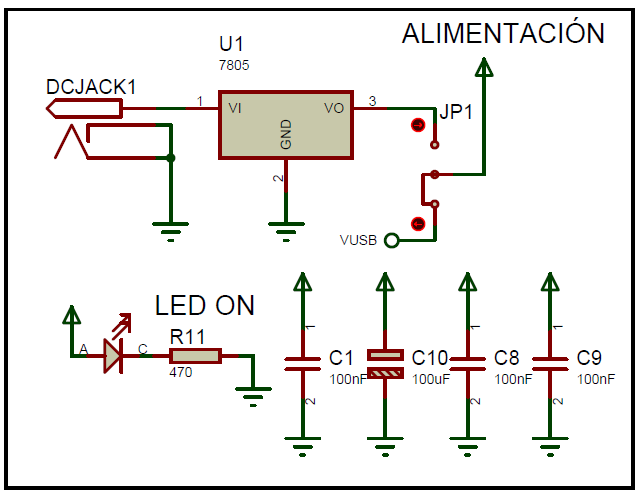 ALIMENTACIÓN
U1
7805
DCJACK1
1
VI
VO
3
GND
2
JP1
VUSB
LED ON
A
C
R11
470
1
C1
100nF
2
C10
100uF
1
C8
100nF
2
1
C9
100nF
2